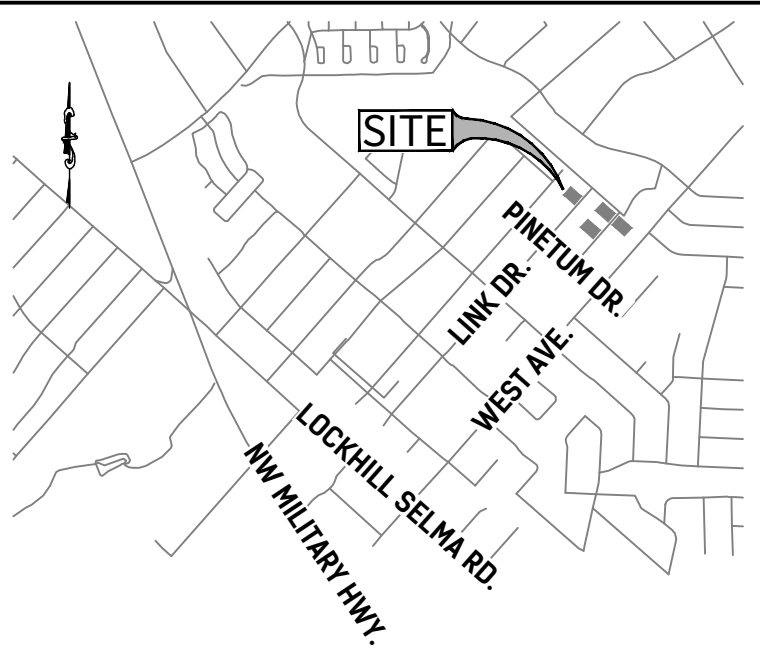 SITE
PINETUM DR.
LINK DR.
WEST AVE.
LOCKHILL SELMA RD.
NW MILITARY HWY.